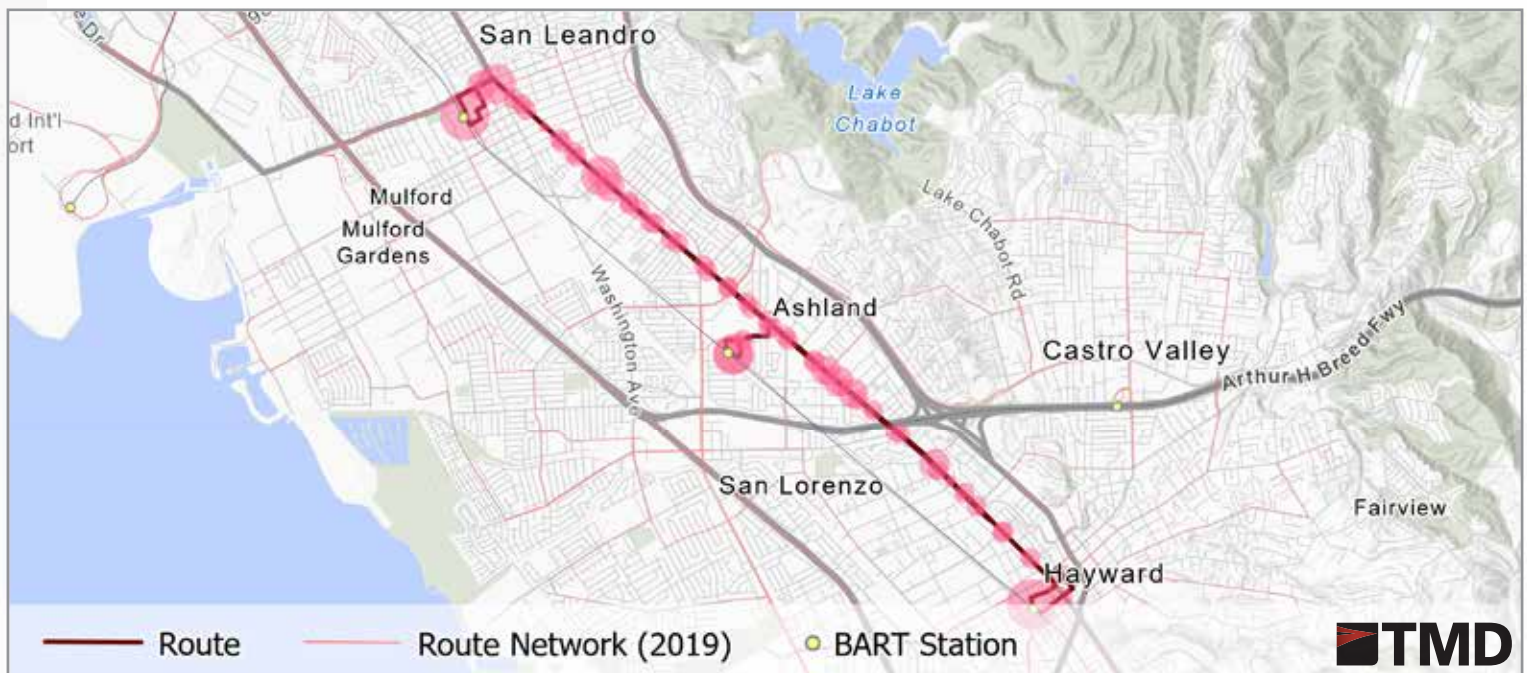 San Leandro
Lake
Chabot
d Int'l
ort
Mulford
Mulford
Gardens
Lake Chabot Rd
Washington Ave
Ashland
Castro Valley
Arthur H Breed Fwy
San Lorenzo
Fairview
Hayward
Route
Route Network (2019)
BART Station
TMD